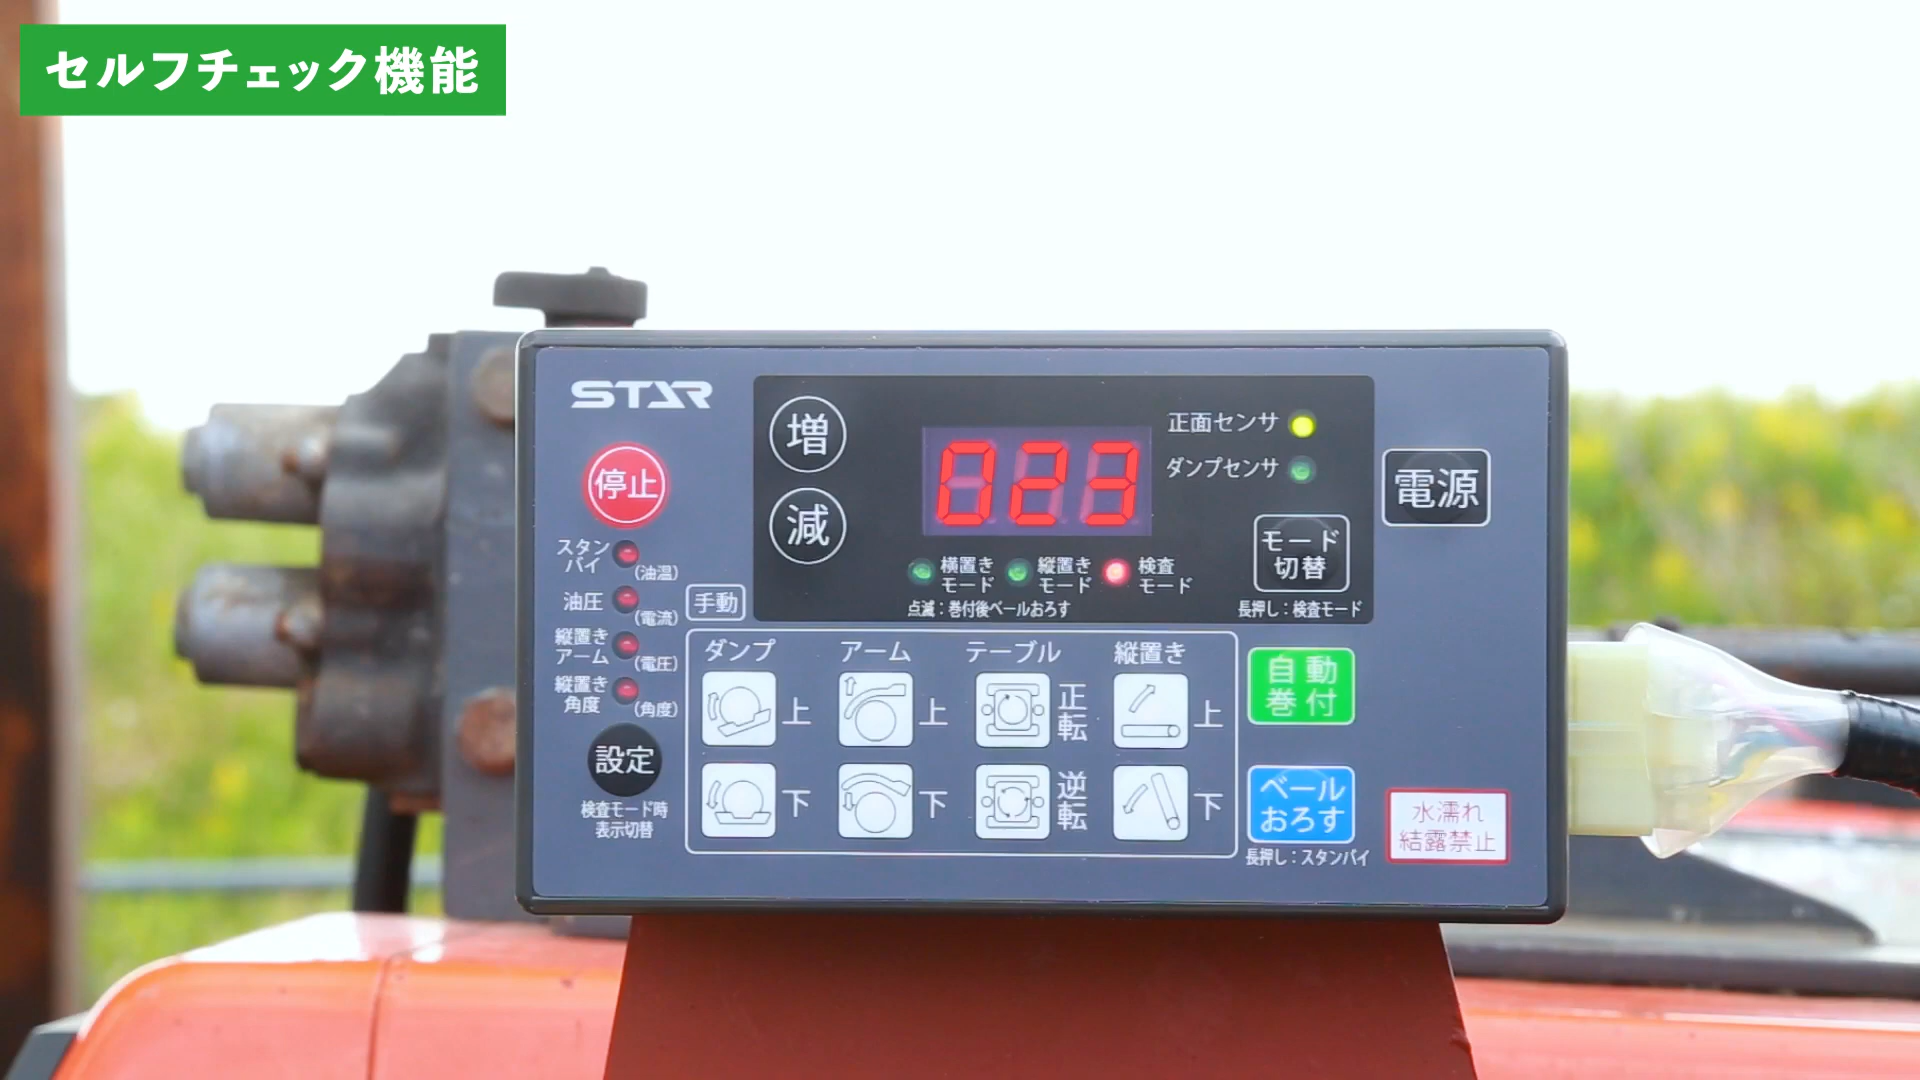 セルフチェック機能
STAR
停止
増
減
023
正面センサ
ダンプセンサ
電源
モード
切替
長押し：検査モード
横置き
モード
縦置き
モード
検査
モード
点滅：巻付後ベールおろす
スタン
バイ
(油温)
油圧
(電流)
縦置き
アーム
(電圧)
縦置き
角度
(角度)
手動
設定
検査モード時
表示切替
ダンプ
上
下
アーム
上
下
テーブル
正転
逆転
縦置き
上
下
自動
巻付
ベール
おろす
長押し：スタンバイ
水濡れ
結露禁止